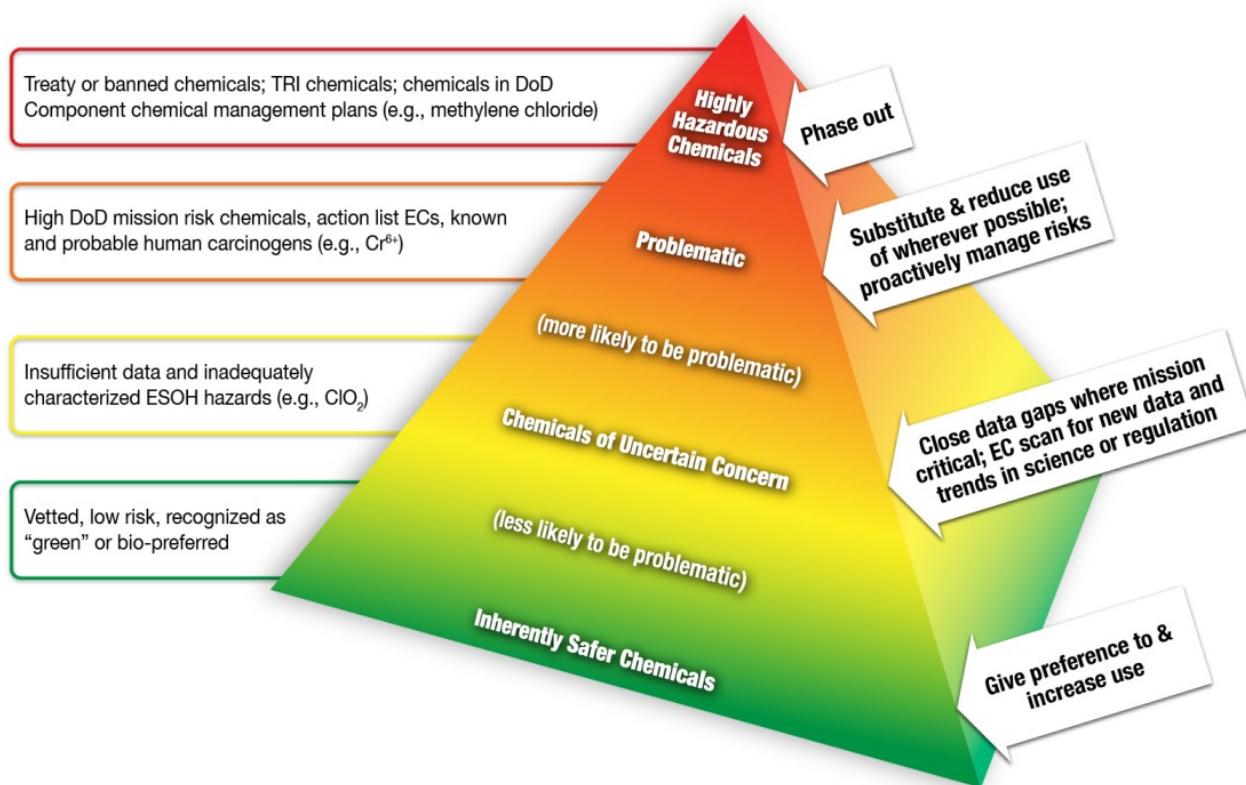 Treaty or banned chemicals; TRI chemicals; chemicals in DoD
Component chemical management plans (e.g., methylene chloride)
Highly
Hazardous
Chemicals
Phase out
High DoD mission risk chemicals, action list ECs, known
and probable human carcinogens (e.g., Cr⁶⁺)
Problematic
Substitute & reduce use
of wherever possible;
proactively manage risks
(more likely to be problematic)
Insufficient data and inadequately
characterized ESOH hazards (e.g., ClO₂)
Chemicals of Uncertain Concern
Close data gaps where mission
critical; EC scan for new data and
trends in science or regulation
(less likely to be problematic)
Vetted, low risk, recognized as
“green” or bio-preferred
Inherently Safer Chemicals
Give preference to &
increase use